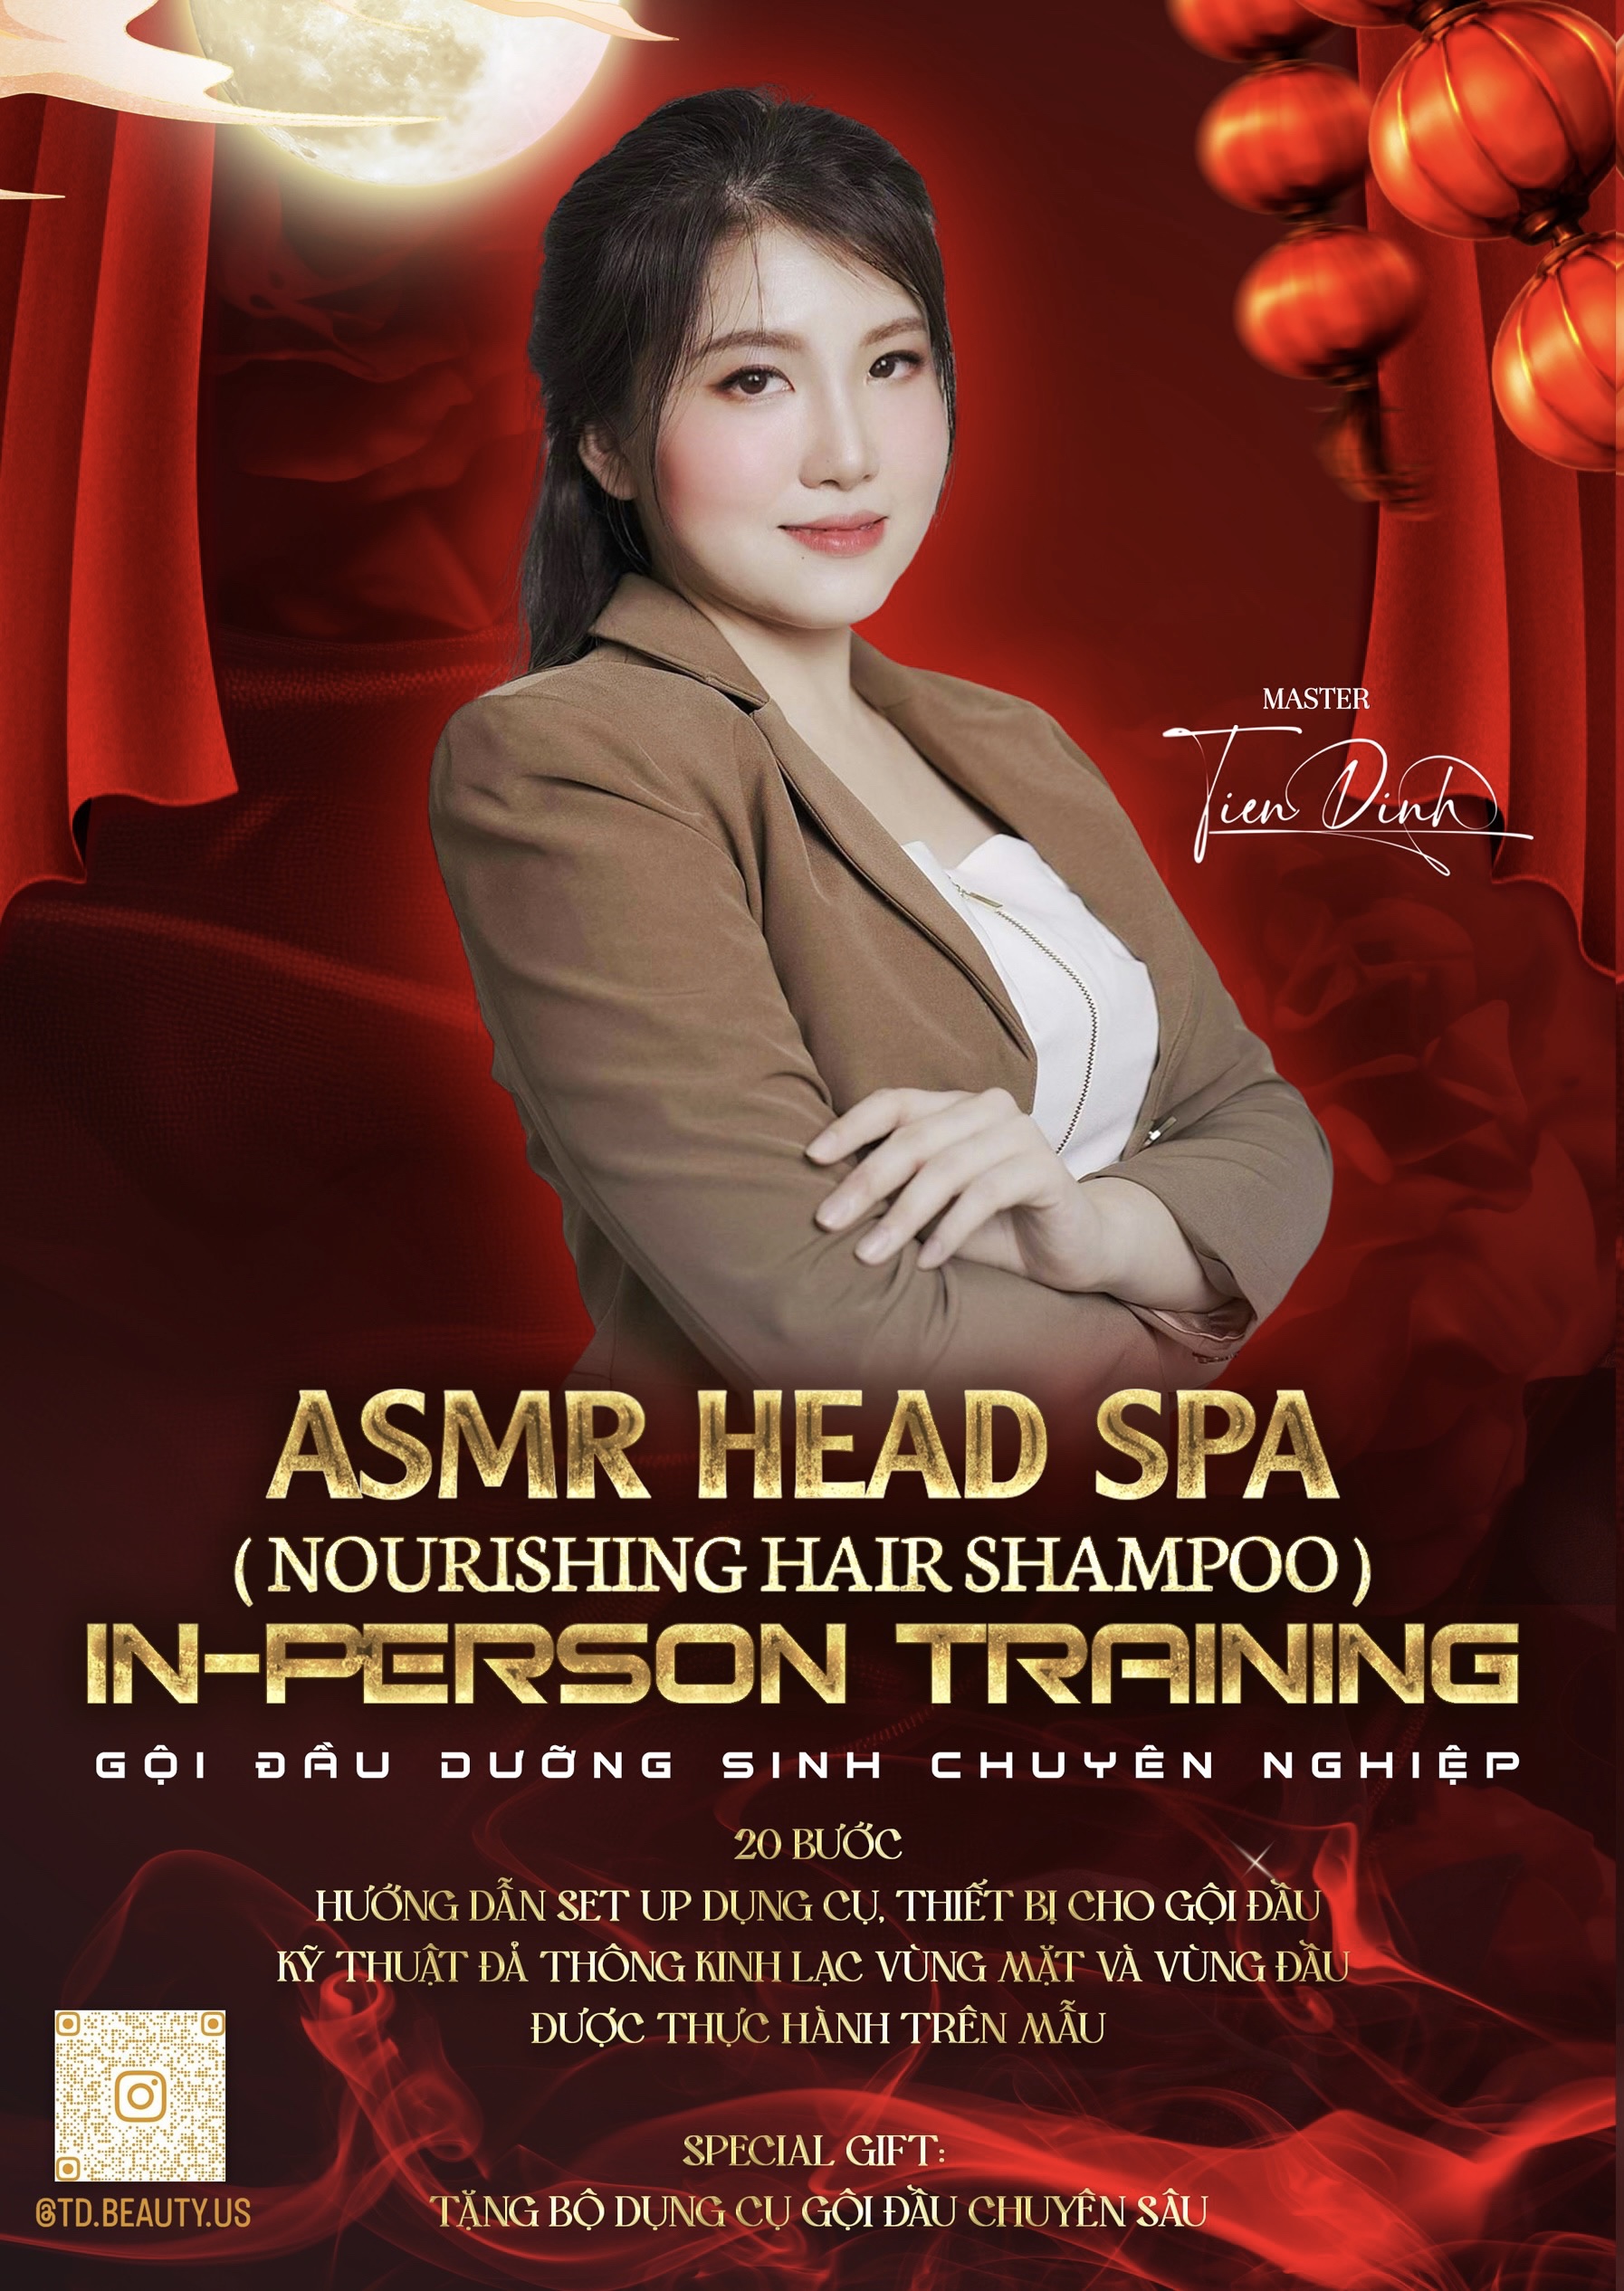 MASTER
Tien Dinh
ASMR HEAD SPA
( NOURISHING HAIR SHAMPOO )
IN-PERSON TRAINING
GỘI ĐẦU DƯỠNG SINH CHUYÊN NGHIỆP
20 BƯỚC
HƯỚNG DẪN SET UP DỤNG CỤ, THIẾT BỊ CHO GỘI ĐẦU
KỸ THUẬT ĐẢ THÔNG KINH LẠC VÙNG MẶT VÀ VÙNG ĐẦU
ĐƯỢC THỰC HÀNH TRÊN MẪU
SPECIAL GIFT:
TẶNG BỘ DỤNG CỤ GỘI ĐẦU CHUYÊN SÂU
@TD.BEAUTY.US